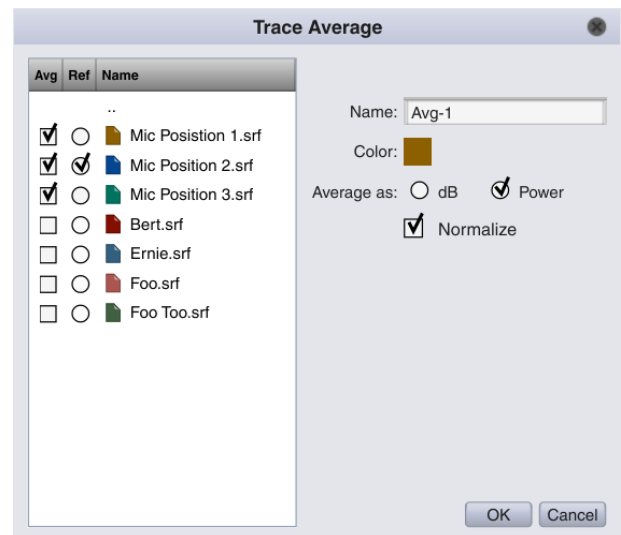 Trace Average
Avg Ref Name
..
Mic Posistion 1.srf
Mic Position 2.srf
Mic Position 3.srf
Bert.srf
Ernie.srf
Foo.srf
Foo Too.srf
Name: Avg-1
Color:
Average as: dB Power
Normalize
OK Cancel